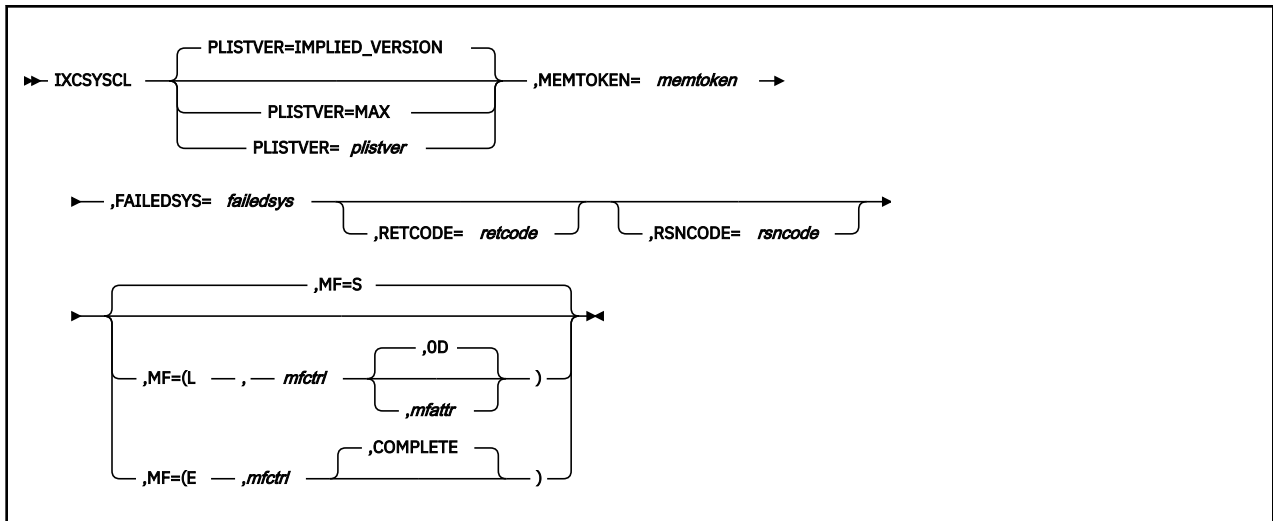 PLISTVER=IMPLIED_VERSION
IXCSYSCL ,MEMTOKEN= memtoken
PLISTVER=MAX
PLISTVER= plistver
,FAILEDSYS= failedsys
,RETCODE= retcode ,RSNCODE= rsncode
,MF=S
,0D
,MF=(L , mfctrl )
,mfattr
,COMPLETE
,MF=(E ,mfctrl )